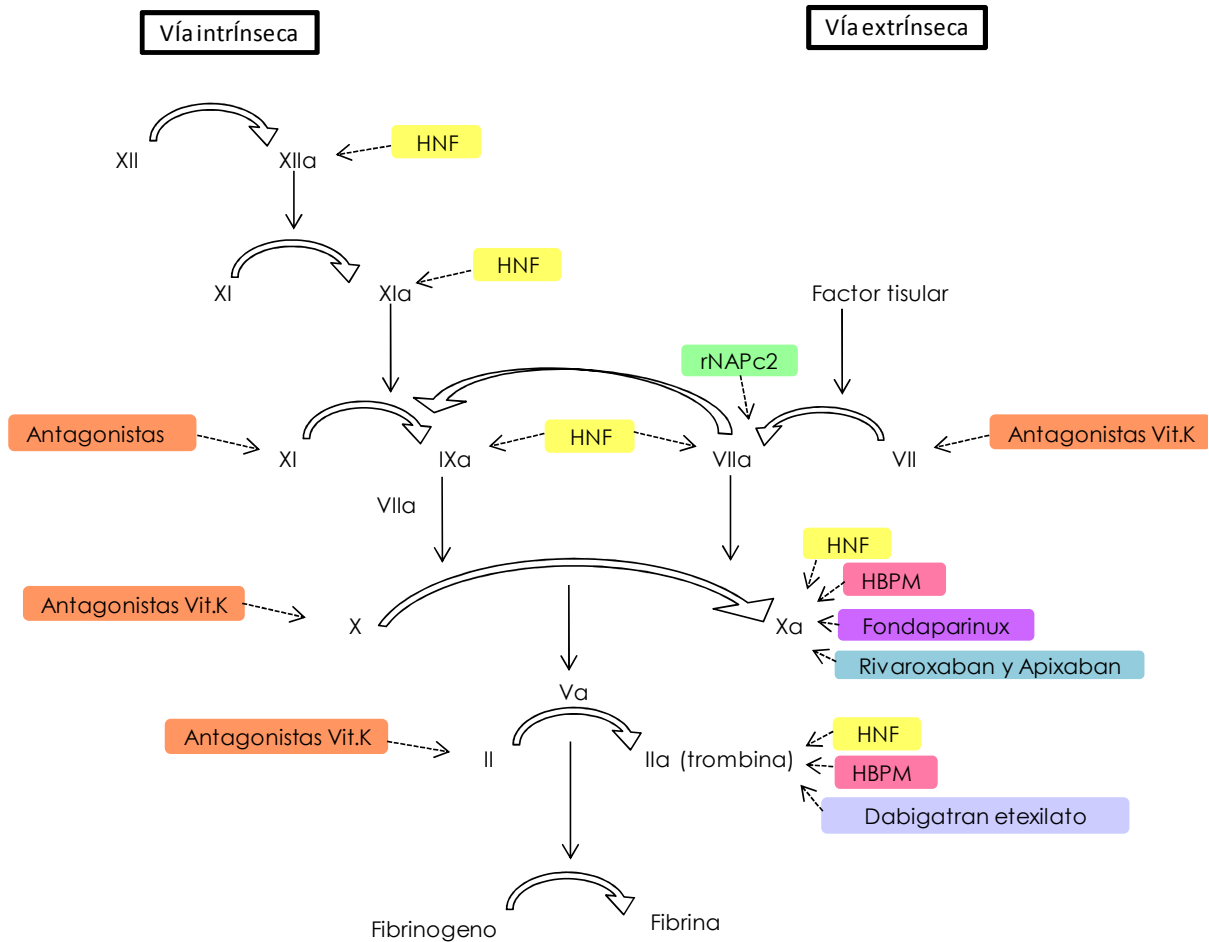 VÍa intrÍnseca
VÍa extrÍnseca
HNF
XII
XIIa
HNF
XI
XIa
Factor tisular
rNAPc2
Antagonistas
HNF
Antagonistas Vit.K
XI
IXa
VIIa
VII
VIIa
HNF
HBPM
Antagonistas Vit.K
X
Xa
Fondaparinux
Rivaroxaban y Apixaban
Va
Antagonistas Vit.K
HNF
II
IIa (trombina)
HBPM
Dabigatran etexilato
Fibrinogeno
Fibrina